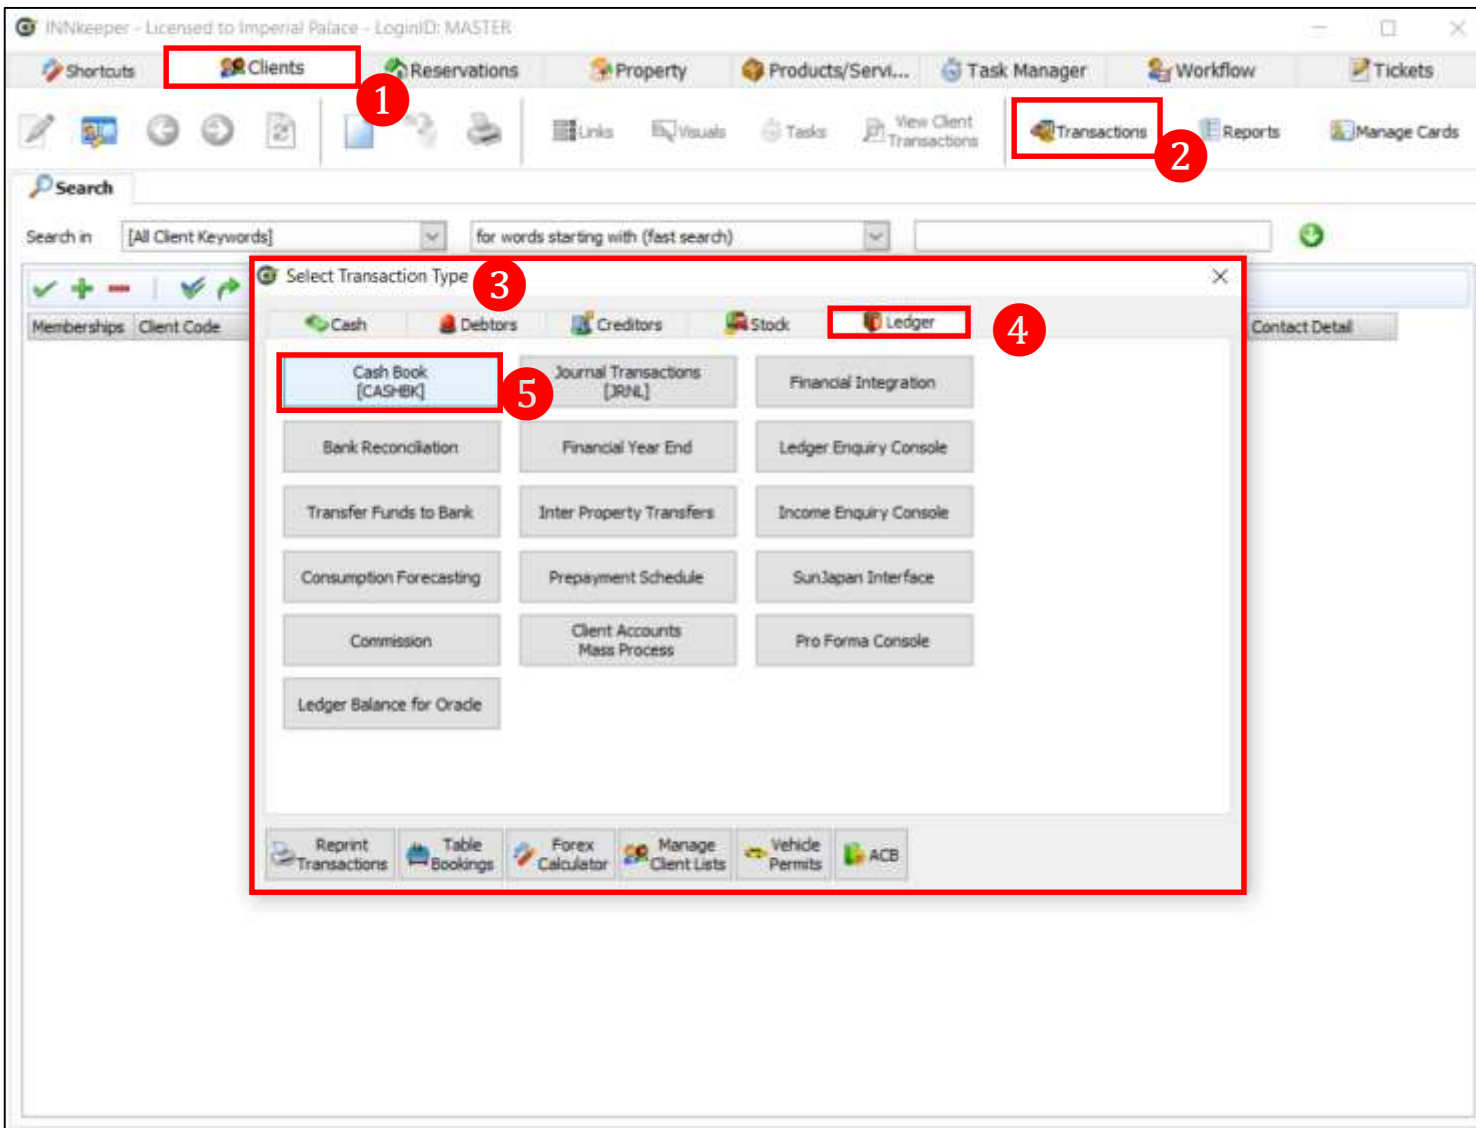 INNkeeper - Licensed to Imperial Palace - LoginID: MASTER
Shortcuts Clients Reservations Property Products/Servi... Task Manager Workflow Tickets
1
Links Visuals Tasks View Client Transactions Transactions Reports Manage Cards
2
Search
Search in [All Client Keywords] for words starting with (fast search)
Select Transaction Type
3
Memberships Client Code Contact Detail
Cash Debtors Creditors Stock Ledger
4
Cash Book
[CASHBK]
5
Journal Transactions
[JRNL]
Financial Integration
Bank Reconciliation Financial Year End Ledger Enquiry Console
Transfer Funds to Bank Inter Property Transfers Income Enquiry Console
Consumption Forecasting Prepayment Schedule SunJapan Interface
Commission
Client Accounts
Mass Process
Pro Forma Console
Ledger Balance for Oracle
Reprint
Transactions
Table
Bookings
Forex
Calculator
Manage
Client Lists
Vehicle
Permits
ACB